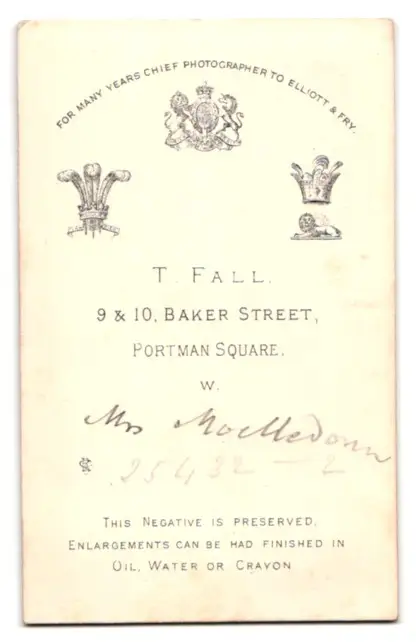 FOR MANY YEARS CHIEF PHOTOGRAPHER TO ELLIOTT & FRY.
T. FALL.
9 & 10, BAKER STREET,
PORTMAN SQUARE.
W.
Mrs
25432 - 2
THIS NEGATIVE IS PRESERVED.
ENLARGEMENTS CAN BE HAD FINISHED IN
OIL, WATER OR CRAYON